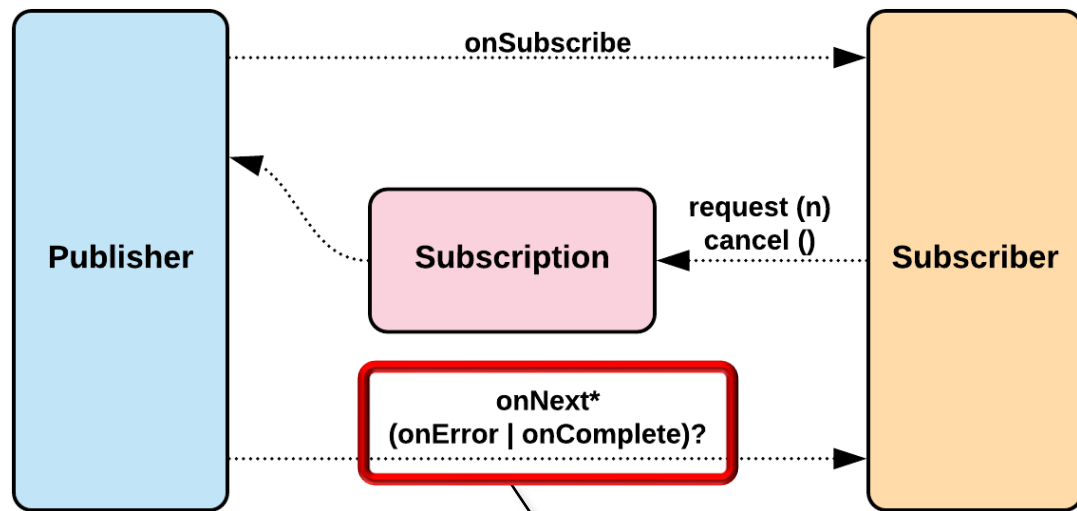 onSubscribe
request (n)
cancel ()
Publisher
Subscription
Subscriber
onNext*
(onError | onComplete)?